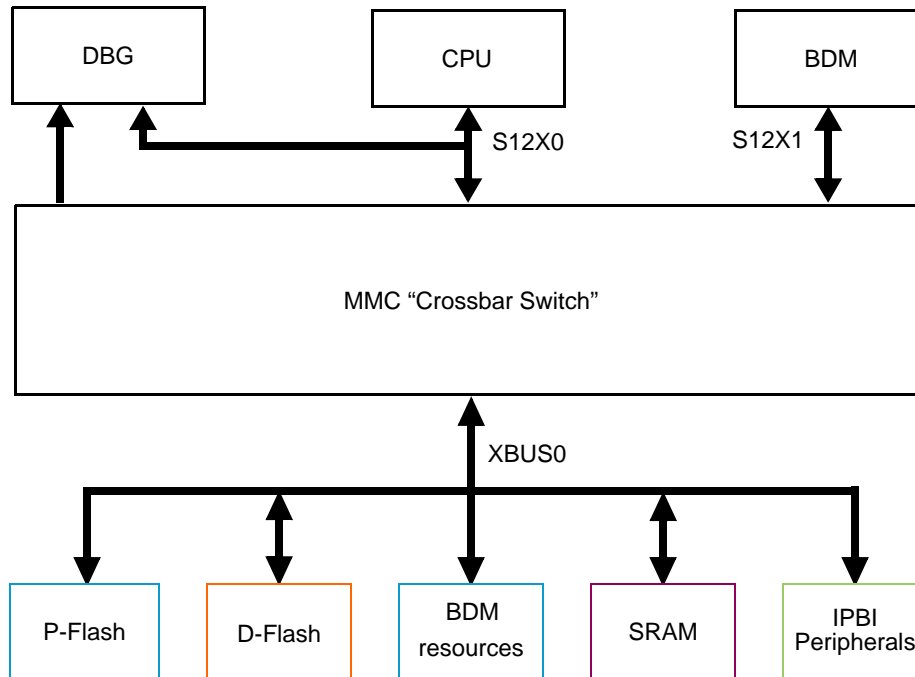 DBG
CPU
BDM
S12X0
S12X1
MMC “Crossbar Switch”
XBUS0
P-Flash
D-Flash
BDM
resources
SRAM
IPBI
Peripherals